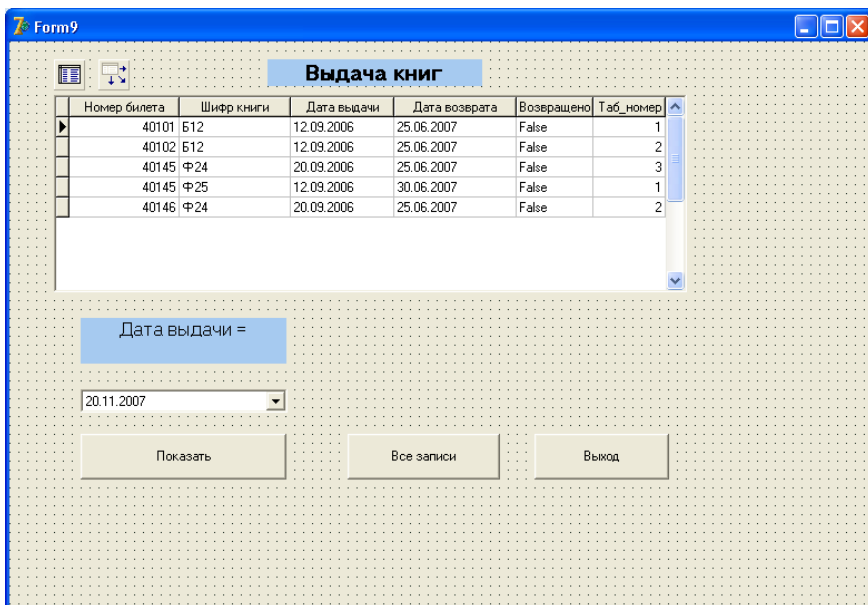 Form9
Выдача книг
Номер билета Шифр книги Дата выдачи Дата возврата Возвращено Таб_номер
40101 Б12 12.09.2006 25.06.2007 False 1
40102 Б12 12.09.2006 25.06.2007 False 2
40145 Ф24 20.09.2006 25.06.2007 False 3
40145 Ф25 12.09.2006 30.06.2007 False 1
40146 Ф24 20.09.2006 25.06.2007 False 2
Дата выдачи =
20.11.2007
Показать Все записи Выход